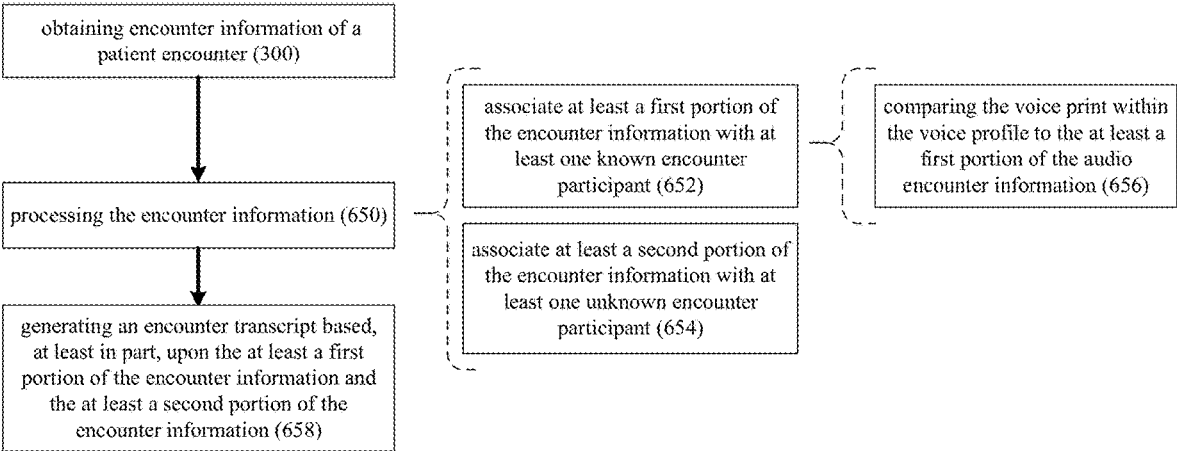 obtaining encounter information of a
patient encounter (300)
processing the encounter information (650)
generating an encounter transcript based,
at least in part, upon the at least a first
portion of the encounter information and
the at least a second portion of the
encounter information (658)
associate at least a first portion of
the encounter information with at
least one known encounter
participant (652)
associate at least a second portion of
the encounter information with at
least one unknown encounter
participant (654)
comparing the voice print within
the voice profile to the at least a
first portion of the audio
encounter information (656)